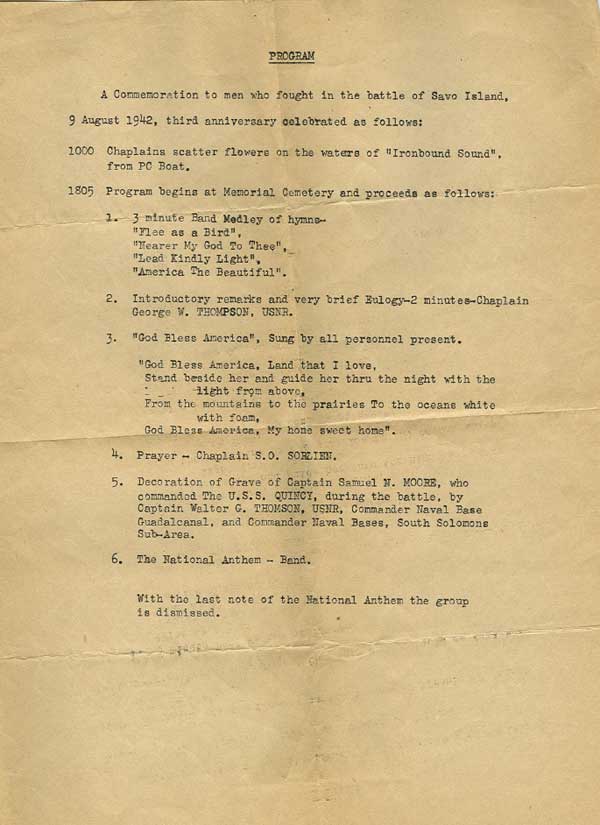 PROGRAM
A Commemoration to men who fought in the battle of Savo Island,
9 August 1942, third anniversary celebrated as follows:
1000 Chaplains scatter flowers on the waters of "Ironbound Sound",
from PC Boat.
1805 Program begins at Memorial Cemetery and proceeds as follows:
1. 3 minute Band Medley of hymns-
"Flee as a Bird",
"Nearer My God To Thee",
"Lead Kindly Light",
"America The Beautiful".
2. Introductory remarks and very brief Eulogy-2 minutes-Chaplain
George W. THOMPSON, USNR.
3. "God Bless America", Sung by all personnel present.
"God Bless America, Land that I love,
Stand beside her and guide her thru the night with the
light from above,
From the mountains to the prairies To the oceans white
with foam,
God Bless America, My home sweet home".
4. Prayer - Chaplain S.O. SORLIEN.
5. Decoration of Grave of Captain Samuel N. MOORE, who
commanded The U.S.S. QUINCY, during the battle, by
Captain Walter G. THOMSON, USNR, Commander Naval Base
Guadalcanal, and Commander Naval Bases, South Solomons
Sub-Area.
6. The National Anthem - Band.
With the last note of the National Anthem the group
is dismissed.